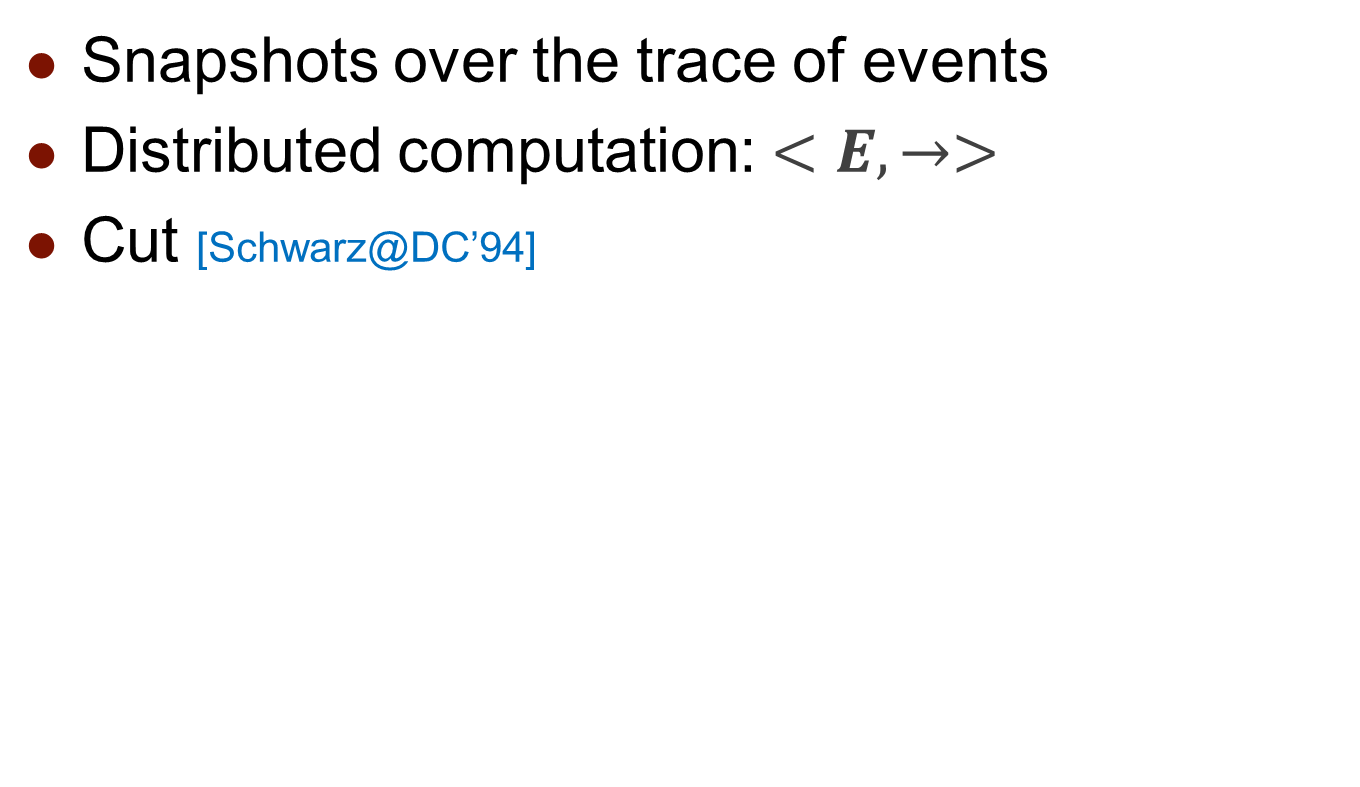 • Snapshots over the trace of events
• Distributed computation: < E, →>
• Cut [Schwarz@DC’94]